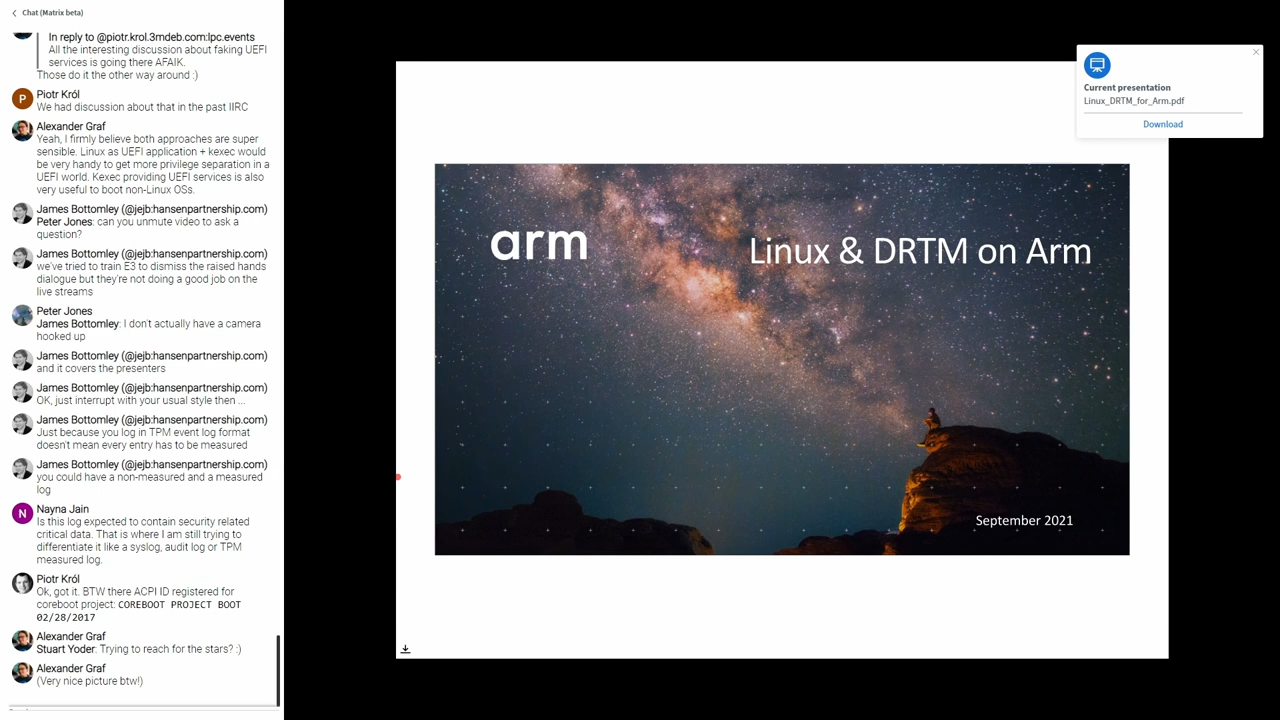 Chat (Matrix beta)
In reply to @piotr.krol.3mdeb.com:lpc.events
All the interesting discussion about faking UEFI
services is going there AFAIK.
Those do it the other way around :)
Piotr Król
We had discussion about that in the past IIRC
Alexander Graf
Yeah, I firmly believe both approaches are super
sensible. Linux as UEFI application + kexec would
be very handy to get more privilege separation in a
UEFI world. Kexec providing UEFI services is also
very useful to boot non-Linux OSs.
James Bottomley (@jejb:hansenpartnership.com)
Peter Jones: can you unmute video to ask a
question?
James Bottomley (@jejb:hansenpartnership.com)
we've tried to train E3 to dismiss the raised hands
dialogue but they're not doing a good job on the
live streams
Peter Jones
James Bottomley: I don't actually have a camera
hooked up
James Bottomley (@jejb:hansenpartnership.com)
and it covers the presenters
James Bottomley (@jejb:hansenpartnership.com)
OK, just interrupt with your usual style then ...
James Bottomley (@jejb:hansenpartnership.com)
Just because you log in TPM event log format
doesn't mean every entry has to be measured
James Bottomley (@jejb:hansenpartnership.com)
you could have a non-measured and a measured
log
N
Nayna Jain
Is this log expected to contain security related
critical data. That is where I am still trying to
differentiate it like a syslog, audit log or TPM
measured log.
Piotr Król
Ok, got it. BTW there ACPI ID registered for
coreboot project: COREBOOT PROJECT BOOT
02/28/2017
Alexander Graf
Stuart Yoder: Trying to reach for the stars? :)
Alexander Graf
(Very nice picture btw!)
arm
Linux & DRTM on Arm
September 2021
Current presentation
Linux_DRTM_for_Arm.pdf
Download